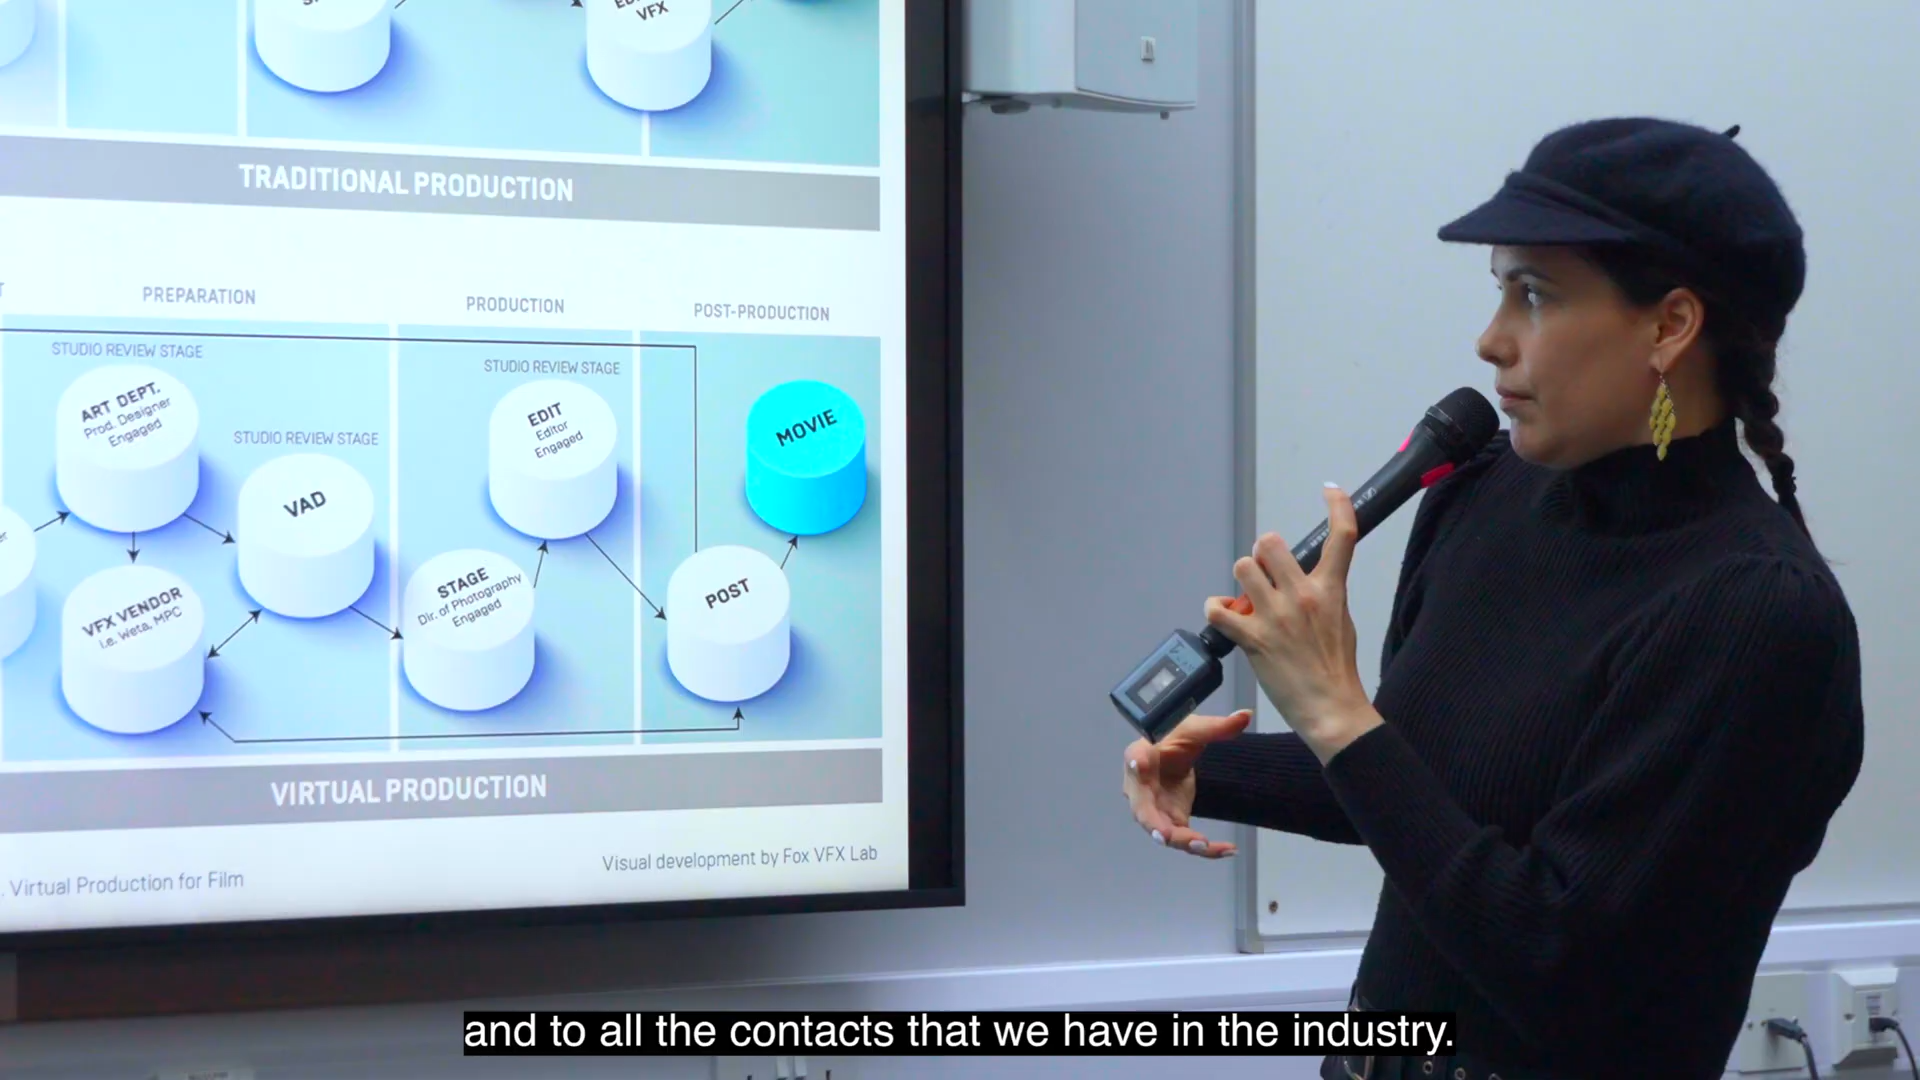 VFX
TRADITIONAL PRODUCTION
PREPARATION
PRODUCTION
POST-PRODUCTION
STUDIO REVIEW STAGE
STUDIO REVIEW STAGE
STUDIO REVIEW STAGE
ART DEPT.
Prod. Designer
Engaged
EDIT
Editor
Engaged
MOVIE
VAD
STAGE
Dir. of Photography
Engaged
POST
VFX VENDOR
i.e. Weta, MPC
VIRTUAL PRODUCTION
Visual development by Fox VFX Lab
. Virtual Production for Film
and to all the contacts that we have in the industry.